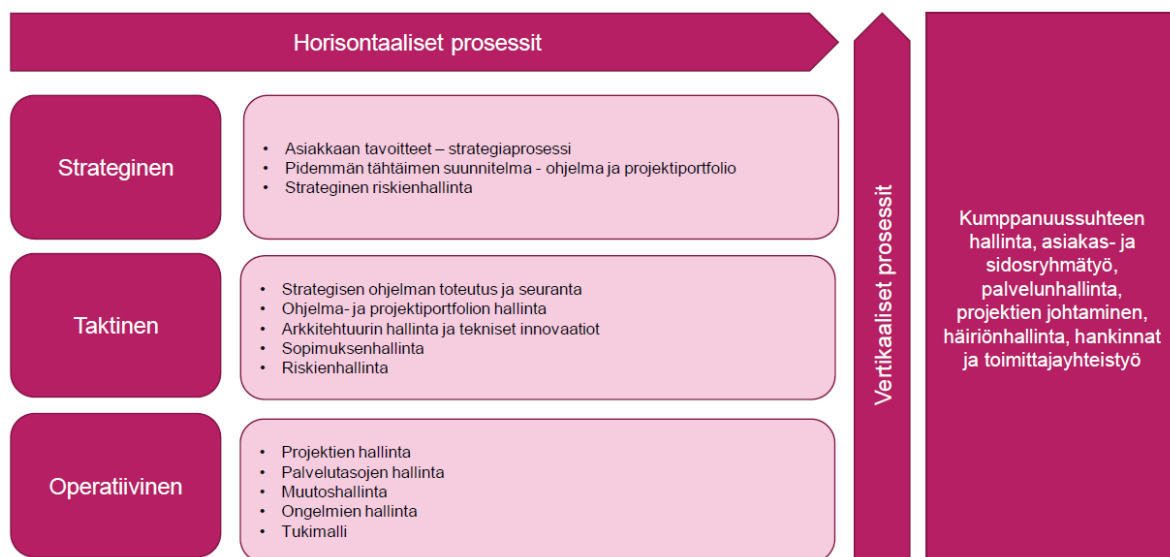 Horisontaaliset prosessit
Strateginen
• Asiakkaan tavoitteet – strategiaprosessi
• Pidemmän tähtäimen suunnitelma - ohjelma ja projektiportfolio
• Strateginen riskienhallinta
Taktinen
• Strategisen ohjelman toteutus ja seuranta
• Ohjelma- ja projektiportfolion hallinta
• Arkkitehtuurin hallinta ja tekniset innovaatiot
• Sopimuksenhallinta
• Riskienhallinta
Operatiivinen
• Projektien hallinta
• Palvelutasojen hallinta
• Muutoshallinta
• Ongelmien hallinta
• Tukimalli
Vertikaaliset prosessit
Kumppanuussuhteen
hallinta, asiakas- ja
sidosryhmätyö,
palvelunhallinta,
projektien johtaminen,
häiriönhallinta, hankinnat
ja toimittajayhteistyö